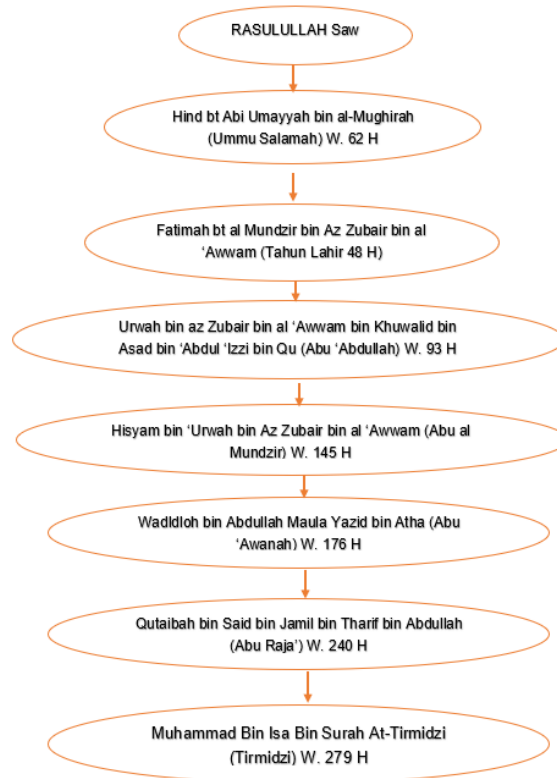 RASULULLAH Saw
Hind bt Abi Umayyah bin al-Mughirah
(Ummu Salamah) W. 62 H
Fatimah bt al Mundzir bin Az Zubair bin al
‘Awwam (Tahun Lahir 48 H)
Urwah bin az Zubair bin al ‘Awwam bin Khuwalid bin
Asad bin ‘Abdul ‘Izzi bin Qu (Abu ‘Abdullah) W. 93 H
Hisyam bin ‘Urwah bin Az Zubair bin al ‘Awwam (Abu al
Mundzir) W. 145 H
Wadldloh bin Abdullah Maula Yazid bin Atha (Abu
‘Awanah) W. 176 H
Qutaibah bin Said bin Jamil bin Tharif bin Abdullah
(Abu Raja’) W. 240 H
Muhammad Bin Isa Bin Surah At-Tirmidzi
(Tirmidzi) W. 279 H